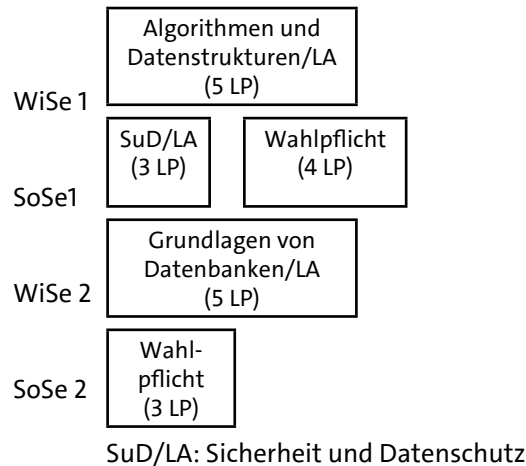 Algorithmen und
Datenstrukturen/LA
(5 LP)
WiSe 1
SuD/LA
(3 LP)
Wahlpflicht
(4 LP)
SoSe1
Grundlagen von
Datenbanken/LA
(5 LP)
WiSe 2
Wahl-
pflicht
(3 LP)
SoSe 2
SuD/LA: Sicherheit und Datenschutz